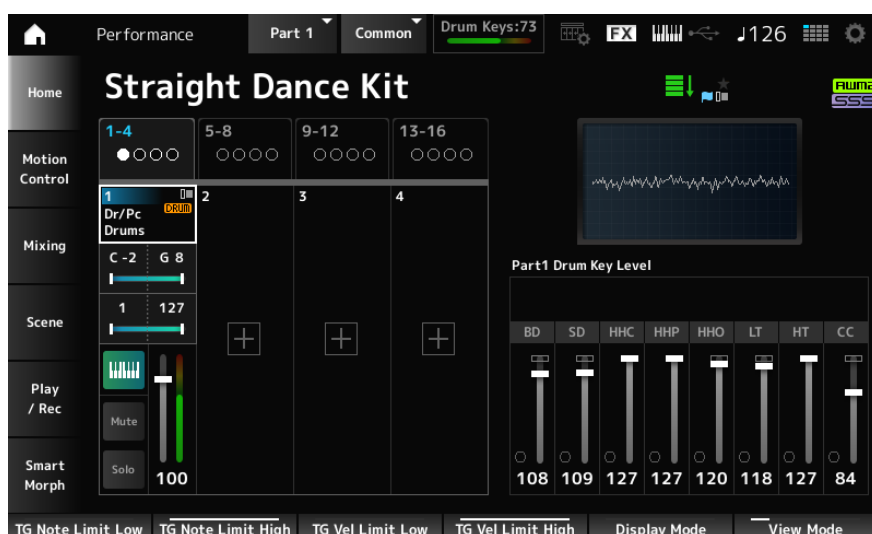 Performance
Part 1
Common
Drum Keys:73
FX
♩126
Home
Straight Dance Kit
1-4
5-8
9-12
13-16
Motion
Control
1
DRUM
Dr/Pc
Drums
2
3
4
Mixing
C -2 G 8
Part1 Drum Key Level
1 127
Scene
BD SD HHC HHP HHO LT HT CC
Play
/ Rec
Mute
Smart
Morph
Solo
100
108 109 127 127 120 118 127 84
TG Note Limit Low
TG Note Limit High
TG Vel Limit Low
TG Vel Limit High
Display Mode
View Mode